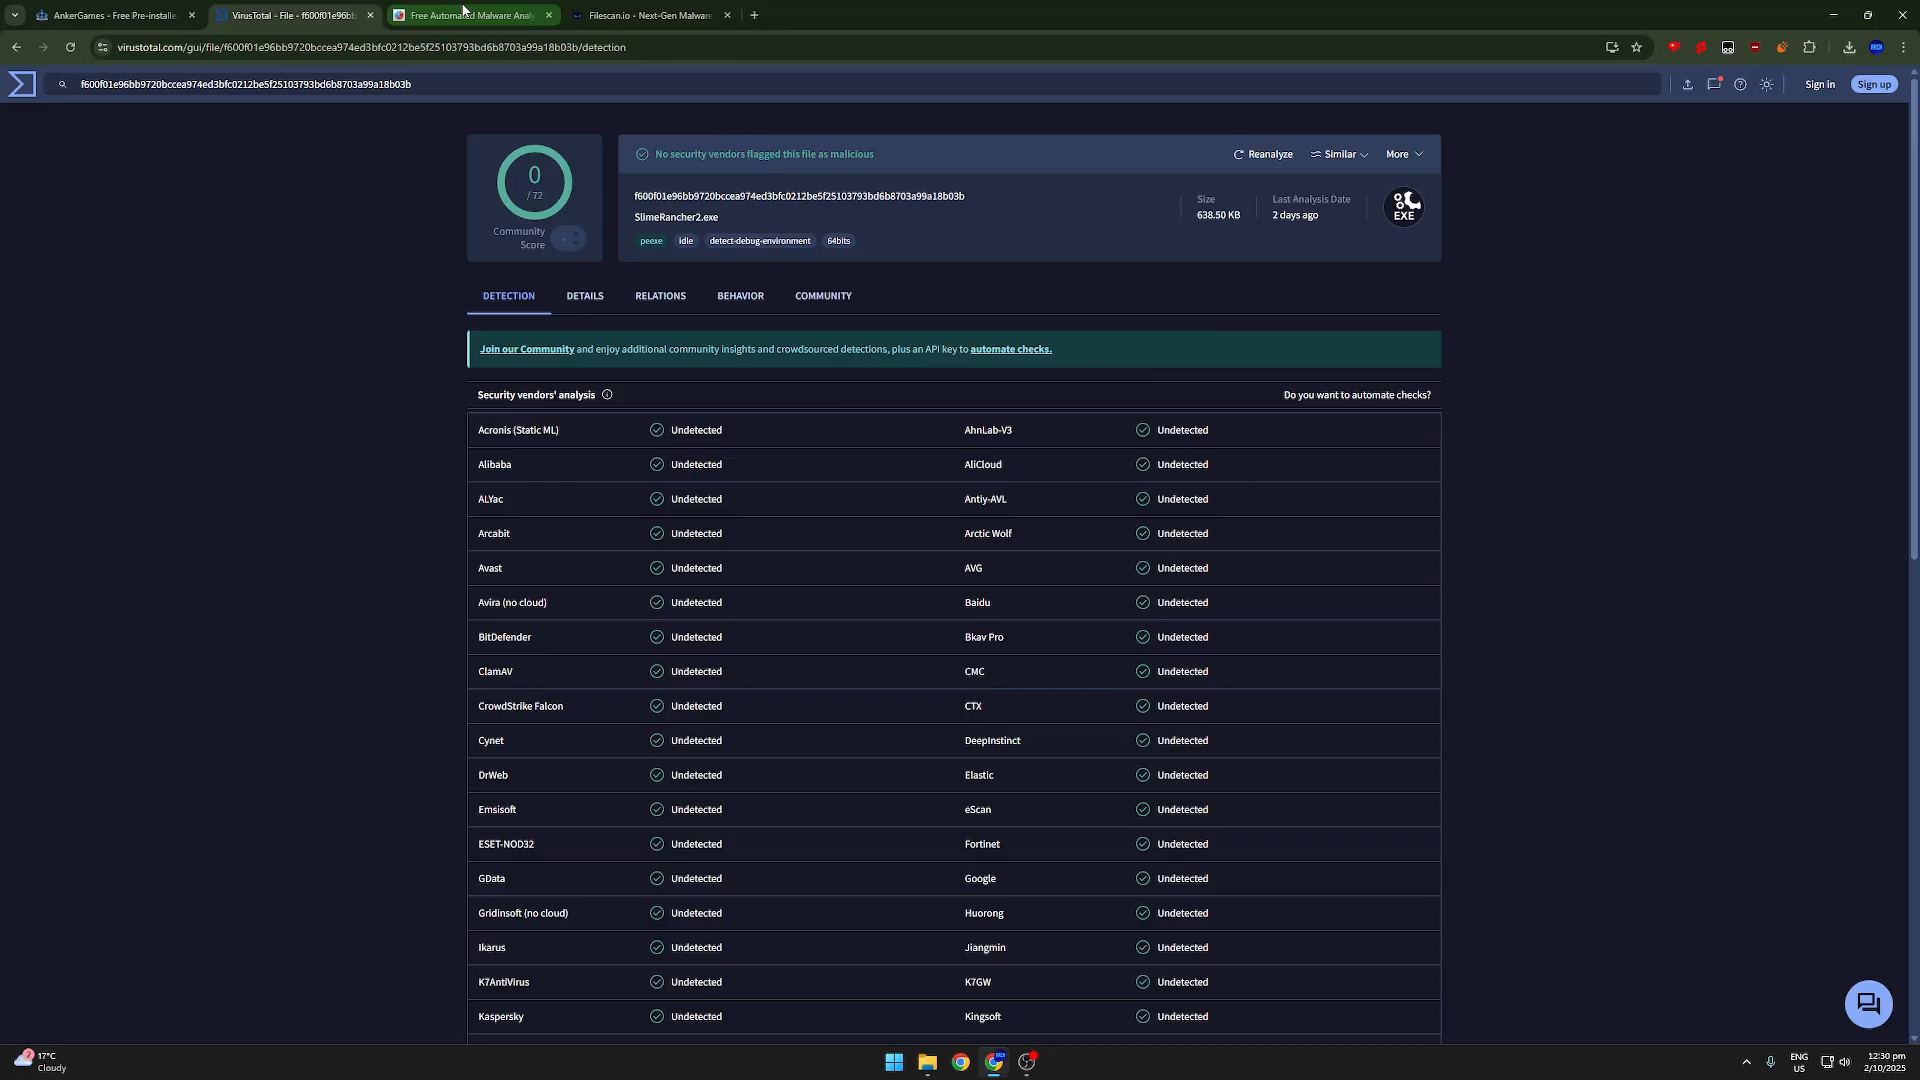 AnkerGames - Free Pre-installe
VirusTotal - File - f600f01e96bb
Free Automated Malware Analy
Filescan.io - Next-Gen Malware
virustotal.com/gui/file/f600f01e96bb9720bccea974ed3bfc0212be5f25103793bd6b8703a99a18b03b/detection
f600f01e96bb9720bccea974ed3bfc0212be5f25103793bd6b8703a99a18b03b
Sign in
Sign up
0
/ 72
Community
Score
No security vendors flagged this file as malicious
Reanalyze
Similar
More
f600f01e96bb9720bccea974ed3bfc0212be5f25103793bd6b8703a99a18b03b
SlimeRancher2.exe
peexe
idle
detect-debug-environment
64bits
Size
638.50 KB
Last Analysis Date
2 days ago
EXE
DETECTION
DETAILS
RELATIONS
BEHAVIOR
COMMUNITY
Join our Community and enjoy additional community insights and crowdsourced detections, plus an API key to automate checks.
Security vendors' analysis
Do you want to automate checks?
Acronis (Static ML) Undetected AhnLab-V3 Undetected
Alibaba Undetected AliCloud Undetected
ALYac Undetected Antiy-AVL Undetected
Arcabit Undetected Arctic Wolf Undetected
Avast Undetected AVG Undetected
Avira (no cloud) Undetected Baidu Undetected
BitDefender Undetected Bkav Pro Undetected
ClamAV Undetected CMC Undetected
CrowdStrike Falcon Undetected CTX Undetected
Cynet Undetected DeepInstinct Undetected
DrWeb Undetected Elastic Undetected
Emsisoft Undetected eScan Undetected
ESET-NOD32 Undetected Fortinet Undetected
GData Undetected Google Undetected
Gridinsoft (no cloud) Undetected Huorong Undetected
Ikarus Undetected Jiangmin Undetected
K7AntiVirus Undetected K7GW Undetected
Kaspersky Undetected Kingsoft Undetected
2
17°C
Cloudy
ENG
US
12:30 pm
2/10/2025